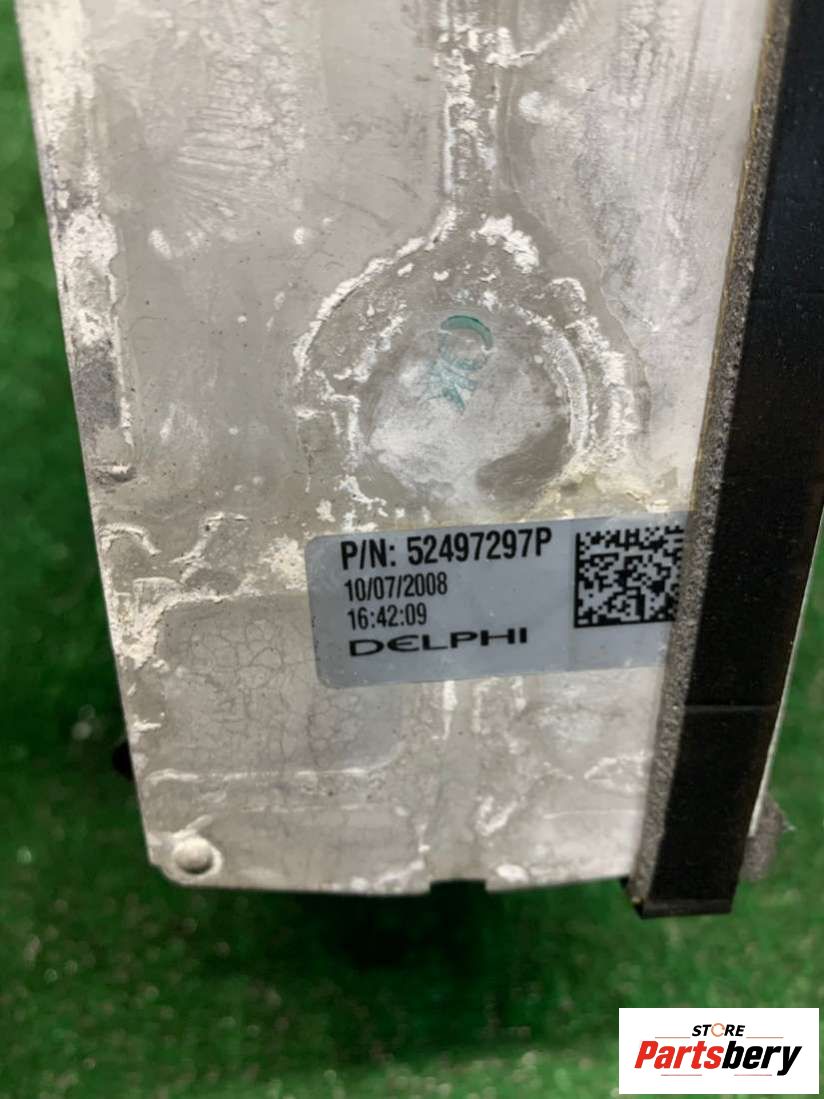 P/N: 52497297P
10/07/2008
16:42:09
DELPHI
STORE
Partsbery